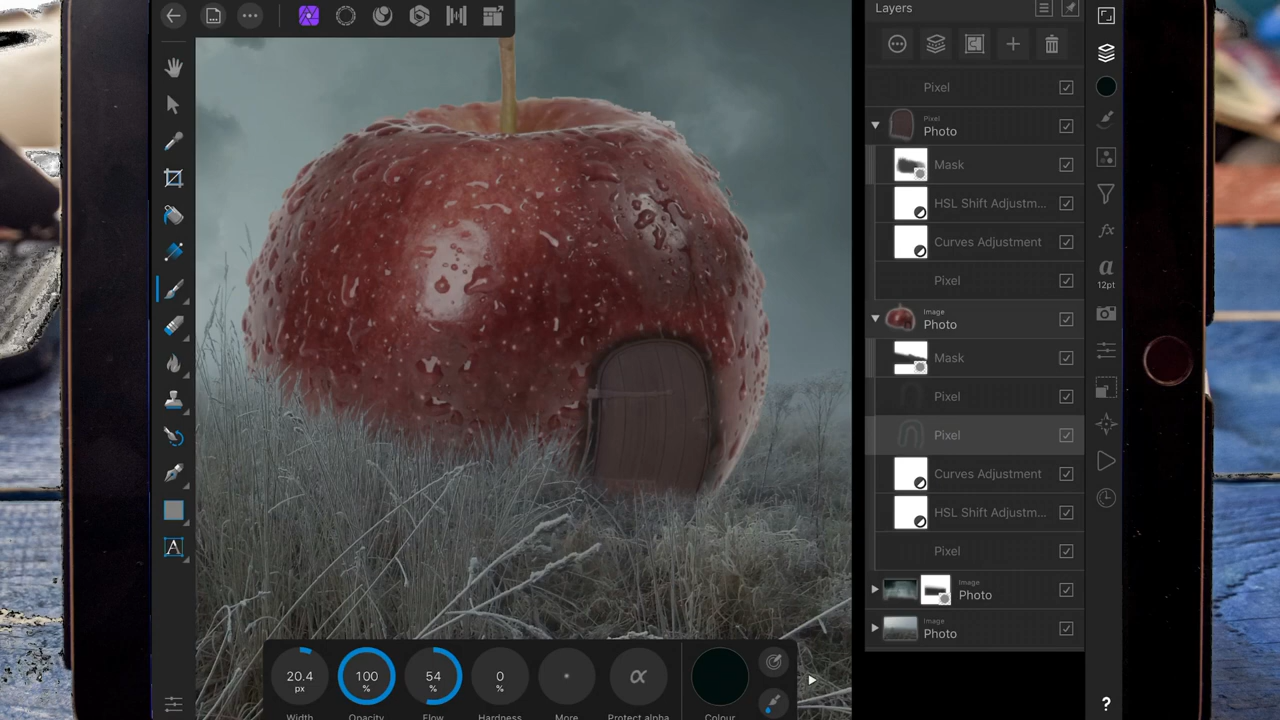 Layers
Pixel
Pixel
Photo
Mask
HSL Shift Adjustm...
Curves Adjustment
Pixel
Image
Photo
Mask
Pixel
Pixel
Curves Adjustment
HSL Shift Adjustm...
Pixel
Image
Photo
Image
Photo
a
12pt
fx
A
20.4
px
100
%
54
%
0
%
α
Width
Opacity
Flow
Hardness
More
Protect alpha
Colour
?